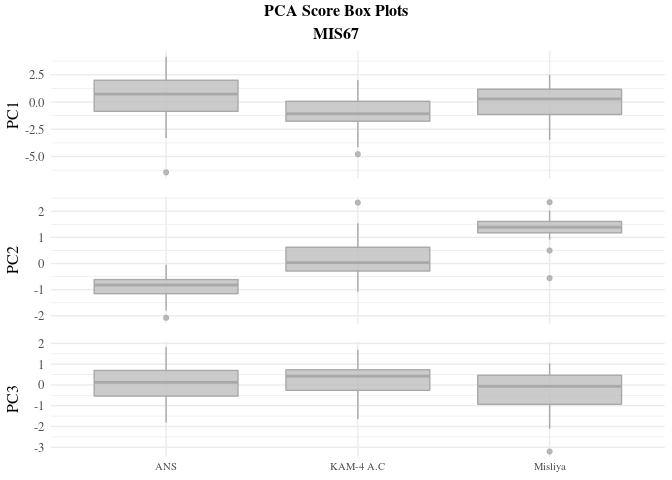 PCA Score Box Plots
MIS67
PC1
2.5
0.0
-2.5
-5.0
PC2
2
1
0
-1
-2
PC3
2
1
0
-1
-2
-3
ANS
KAM-4 A.C
Misliya